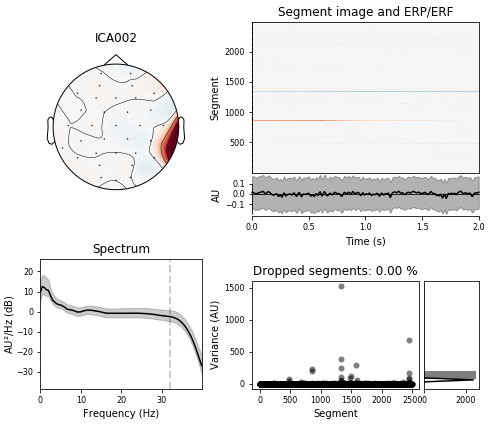 ICA002
Segment image and ERP/ERF
Segment
2000
1500
1000
500
AU
0.1
0.0
−0.1
0.0 0.5 1.0 1.5 2.0
Time (s)
Spectrum
AU²/Hz (dB)
20
10
0
−10
−20
−30
0 10 20 30
Frequency (Hz)
Dropped segments: 0.00 %
Variance (AU)
1500
1000
500
0
0 500 1000 1500 2000 2500
Segment
0 2000